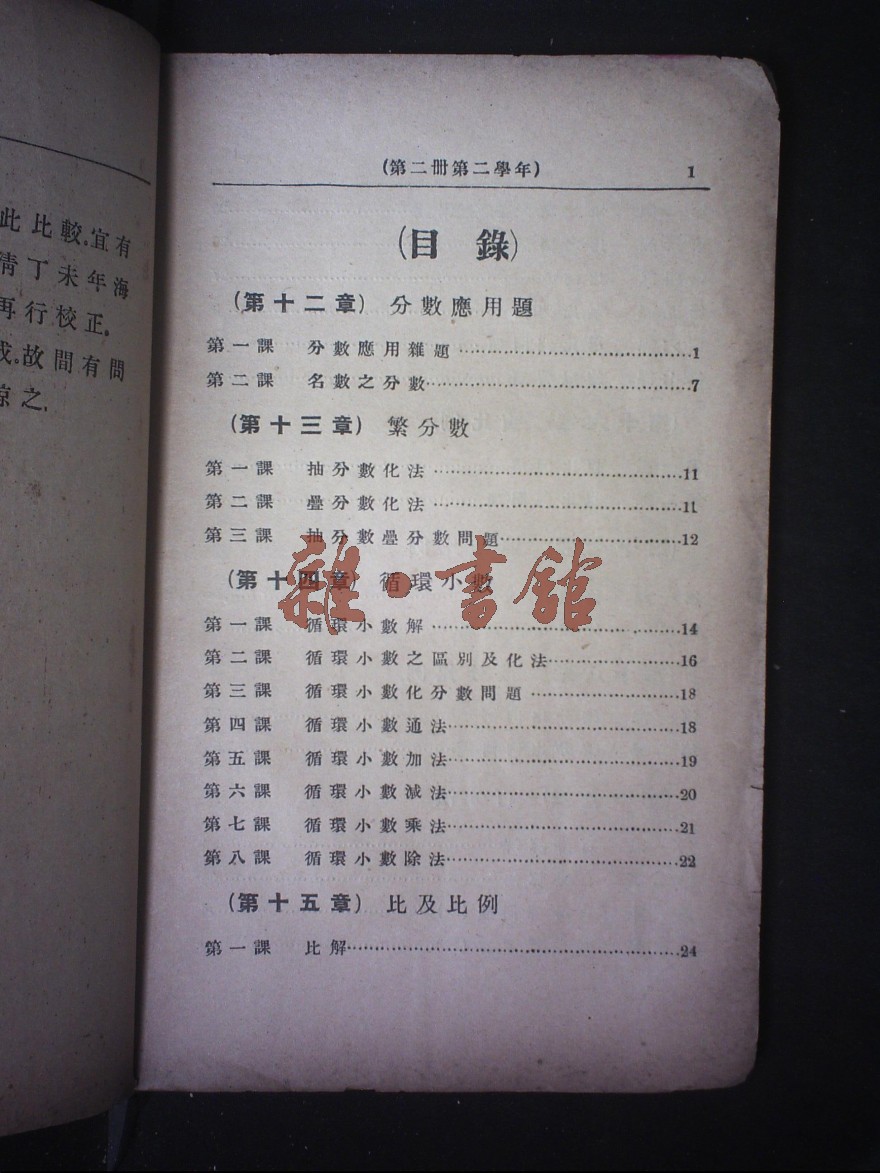 此比較。宜有
清丁未年海
再行校正。
成。故間有問
諒之。
(第二册第二學年) 1
(目錄)
(第十二章) 分數應用題
第一課 分數應用雜題 1
第二課 名數之分數 7
(第十三章) 繁分數
第一課 抽分數化法 11
第二課 疊分數化法 11
第三課 抽分數疊分數問題 12
(第十四章) 循環小數
第一課 循環小數解 14
第二課 循環小數之區別及化法 16
第三課 循環小數化分數問題 18
第四課 循環小數通法 18
第五課 循環小數加法 19
第六課 循環小數減法 20
第七課 循環小數乘法 21
第八課 循環小數除法 22
(第十五章) 比及比例
第一課 比解 24
雜·書館